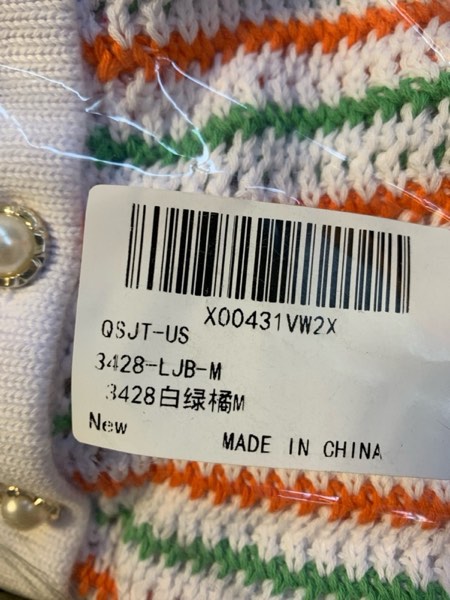 X00431VW2X
QSJT-US
3428-LJB-M
3428白绿橘M
New
MADE IN CHINA